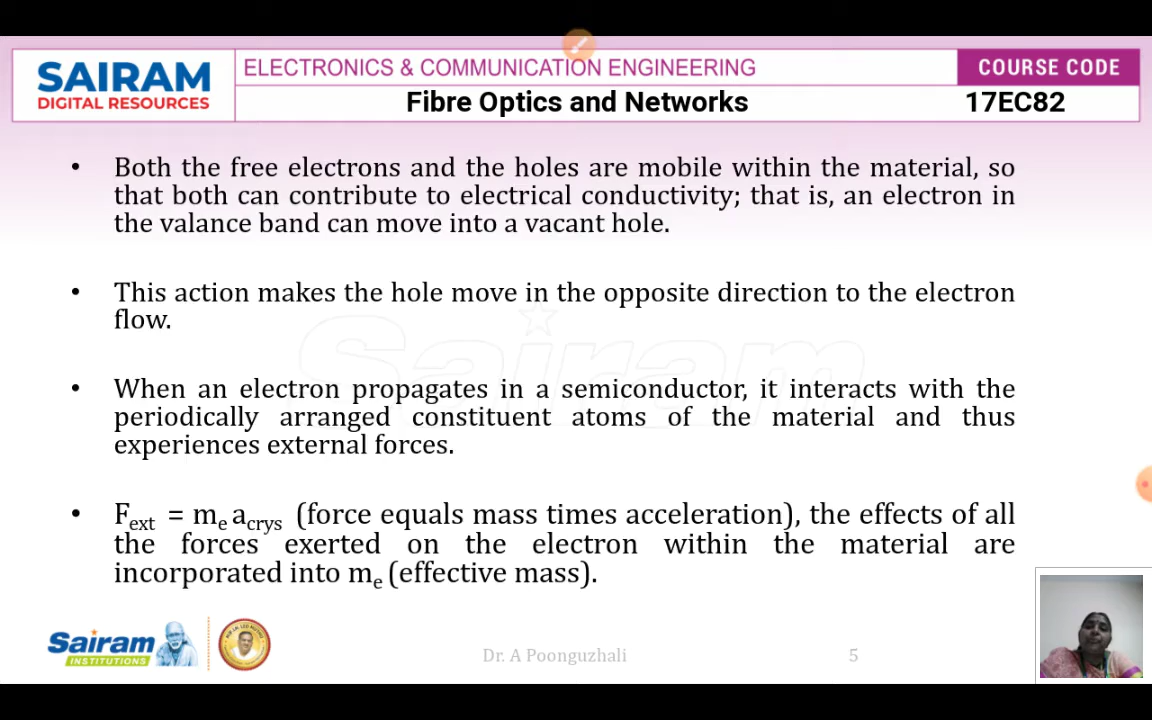 SAIRAM
DIGITAL RESOURCES
ELECTRONICS & COMMUNICATION ENGINEERING
COURSE CODE
Fibre Optics and Networks
17EC82
• Both the free electrons and the holes are mobile within the material, so
that both can contribute to electrical conductivity; that is, an electron in
the valance band can move into a vacant hole.
• This action makes the hole move in the opposite direction to the electron
flow.
Sairam
• When an electron propagates in a semiconductor, it interacts with the
periodically arranged constituent atoms of the material and thus
experiences external forces.
• Fext = me acrys (force equals mass times acceleration), the effects of all
the forces exerted on the electron within the material are
incorporated into me (effective mass).
Sairam
INSTITUTIONS
Dr. A Poonguzhali
5